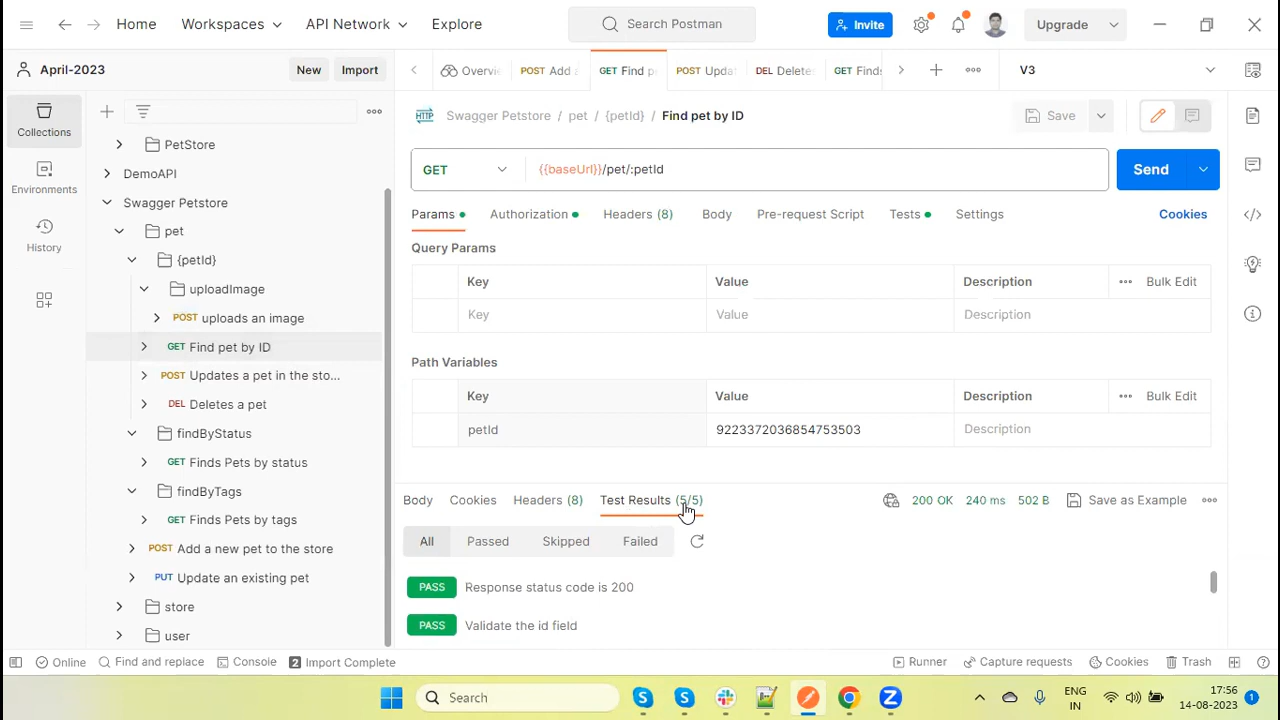 Home Workspaces API Network Explore Search Postman Invite Upgrade
April-2023 New Import Overvi POST Add a GET Find pe POST Upda DEL Delete GET Finds V3
Collections
Environments
History
PetStore
DemoAPI
Swagger Petstore
pet
{petId}
uploadImage
POST uploads an image
GET Find pet by ID
POST Updates a pet in the sto...
DEL Deletes a pet
findByStatus
GET Finds Pets by status
findByTags
GET Finds Pets by tags
POST Add a new pet to the store
PUT Update an existing pet
store
user
HTTP Swagger Petstore / pet / {petId} / Find pet by ID Save
GET {{baseUrl}}/pet/:petId Send
Params Authorization Headers (8) Body Pre-request Script Tests Settings Cookies
Query Params
Key Value Description Bulk Edit
Key Value Description
Path Variables
Key Value Description Bulk Edit
petId 9223372036854753503 Description
Body Cookies Headers (8) Test Results (5/5) 200 OK 240 ms 502 B Save as Example
All Passed Skipped Failed
PASS Response status code is 200
PASS Validate the id field
Online Find and replace Console 2 Import Complete Runner Capture requests Cookies Trash
Search ENG IN 17:56 14-08-2023 1